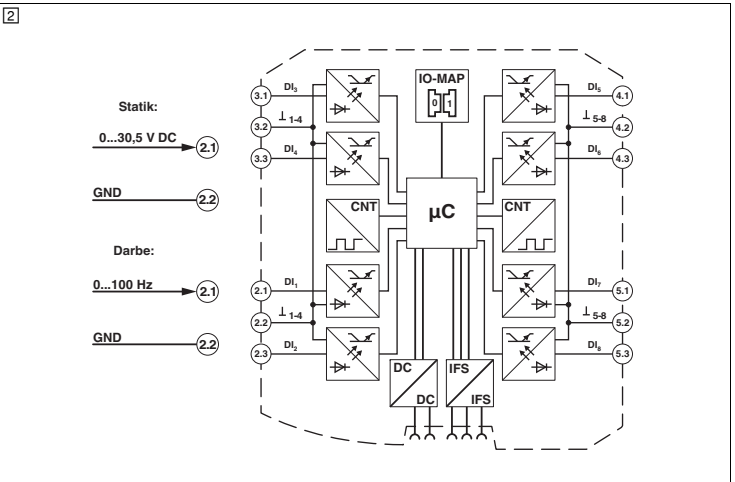 2
Statik:
0...30,5 V DC
2.1
GND
2.2
Darbe:
0...100 Hz
2.1
GND
2.2
3.1
DI₃
3.2
⊥ 1-4
3.3
DI₄
CNT
2.1
DI₁
2.2
⊥ 1-4
2.3
DI₂
IO-MAP
0 1
µC
DC
DC
IFS
IFS
DI₅
4.1
⊥ 5-8
4.2
DI₆
4.3
CNT
DI₇
5.1
⊥ 5-8
5.2
DI₈
5.3